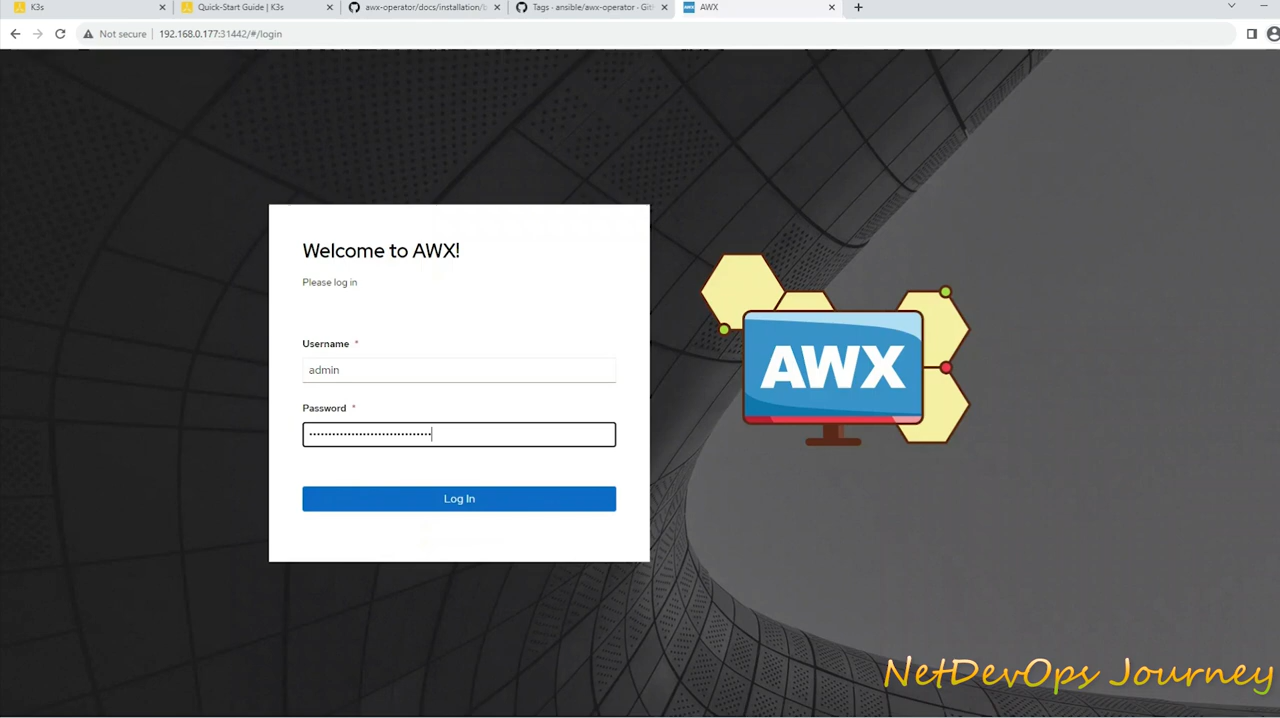 K3s
Quick-Start Guide | K3s
awx-operator/docs/installation/
Tags · ansible/awx-operator · Git
AWX
Not secure
192.168.0.177:31442/#/login
Welcome to AWX!
Please log in
Username *
admin
Password *
Log In
AWX
NetDevOps Journey